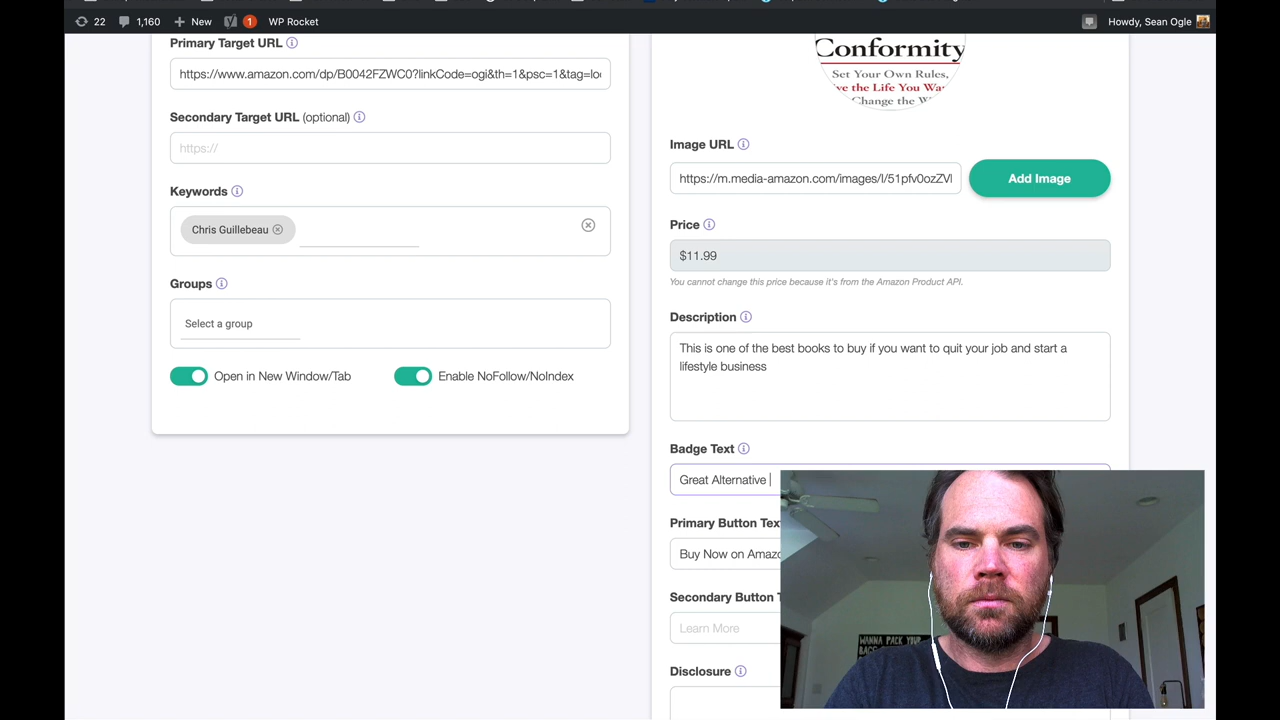 22 1,160 New 1 WP Rocket Howdy, Sean Ogle
Primary Target URL
https://www.amazon.com/dp/B0042FZWC0?linkCode=ogi&th=1&psc=1&tag=lo
Secondary Target URL (optional)
https://
Keywords
Chris Guillebeau
Groups
Select a group
Open in New Window/Tab Enable NoFollow/NoIndex
Conformity
Set Your Own Rules,
ve the Life You Wa
Change the W
Image URL
https://m.media-amazon.com/images/I/51pfv0ozZVl
Add Image
Price
$11.99
You cannot change this price because it's from the Amazon Product API.
Description
This is one of the best books to buy if you want to quit your job and start a
lifestyle business
Badge Text
Great Alternative
Primary Button Tex
Buy Now on Amazo
Secondary Button T
Learn More
Disclosure
WANNA PACK YOUR